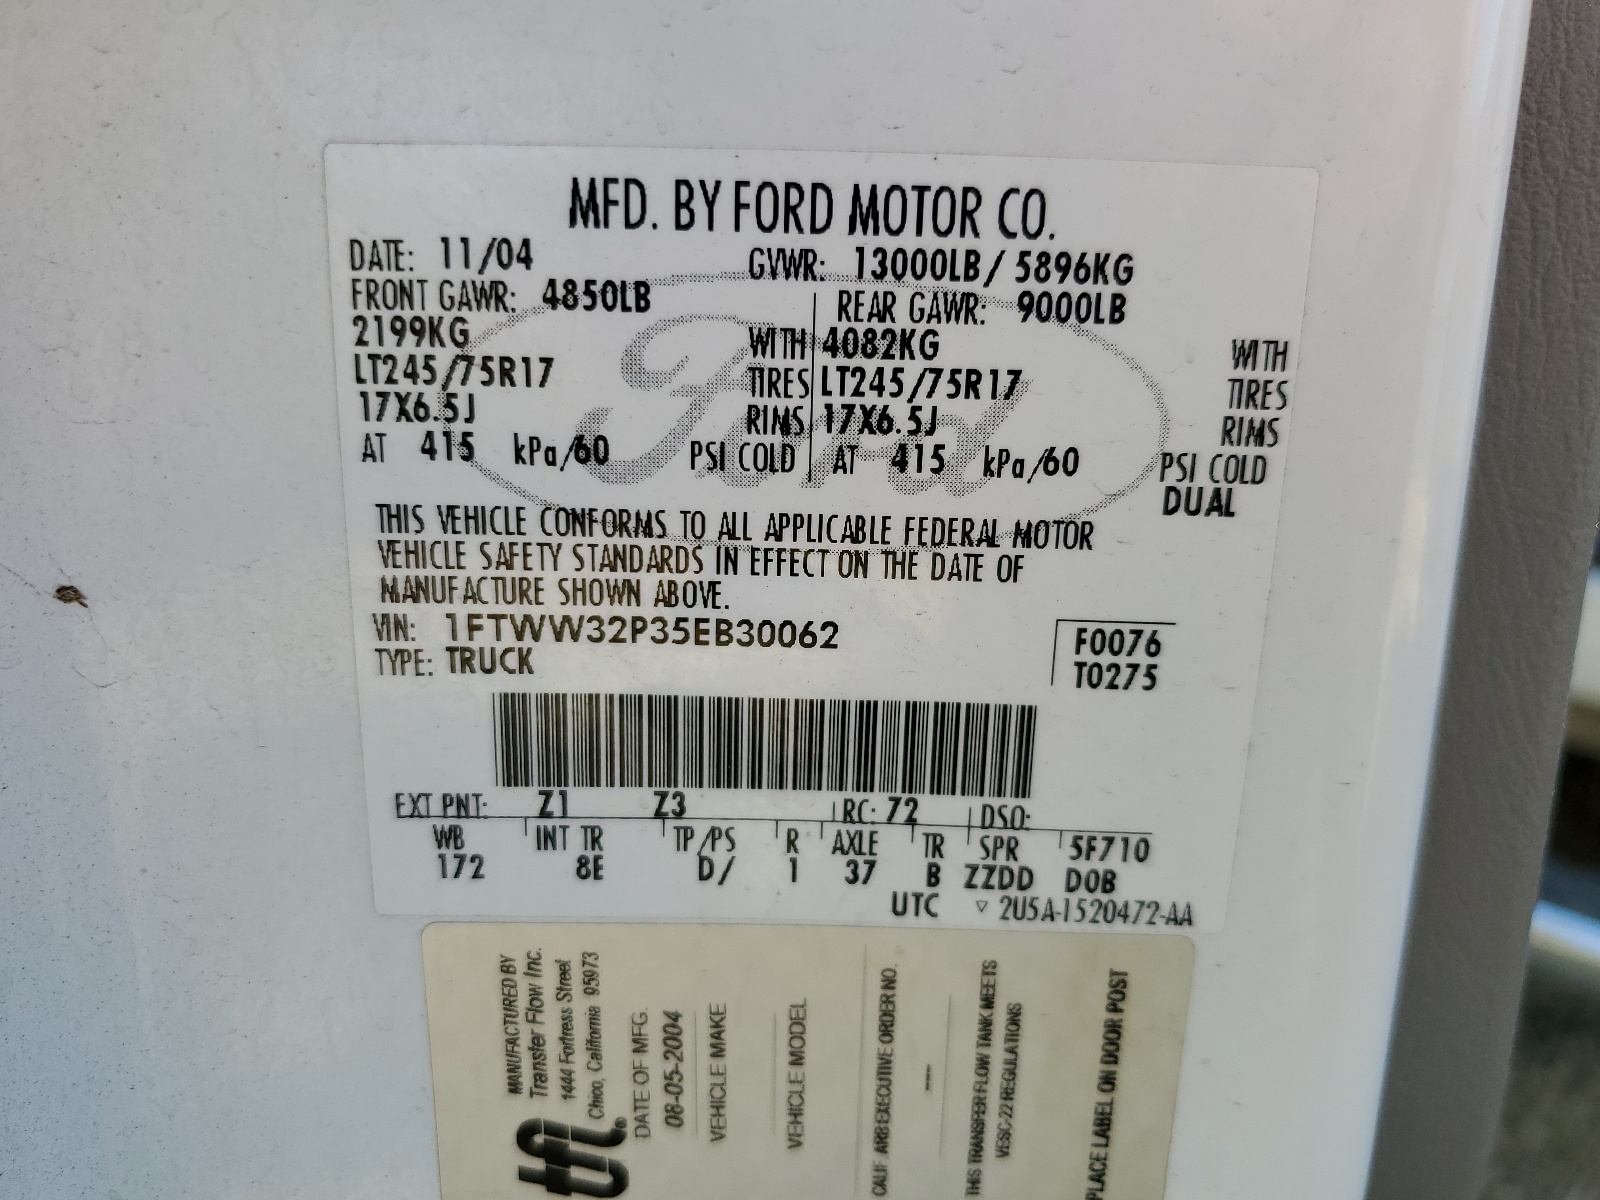 MFD. BY FORD MOTOR CO.
DATE: 11/04 GVWR: 13000LB/ 5896KG
FRONT GAWR: 4850LB REAR GAWR: 9000LB
2199KG WITH 4082KG WITH
LT245/75R17 TIRES LT245/75R17 TIRES
17X6.5J RIMS 17X6.5J RIMS
AT 415 kPa/60 PSI COLD AT 415 kPa/60 PSI COLD
DUAL
Ford
THIS VEHICLE CONFORMS TO ALL APPLICABLE FEDERAL MOTOR
VEHICLE SAFETY STANDARDS IN EFFECT ON THE DATE OF
MANUFACTURE SHOWN ABOVE.
VIN: 1FTWW32P35EB30062
TYPE: TRUCK
F0076
T0275
EXT PNT: Z1 Z3 RC: 72 DSO:
WB INT TR TP/PS R AXLE TR SPR 5F710
172 8E D/ 1 37 B ZZDD DOB
UTC ▽ 2U5A-1520472-AA
tfi®
MANUFACTURED BY
Transfer Flow Inc.
1444 Fortress Street
Chico, California 95973
DATE OF MFG.
08-05-2004
VEHICLE MAKE
VEHICLE MODEL
CALIF ARB EXECUTIVE ORDER NO.
---
THIS TRANSFER FLOW TANK MEETS
VESC-22 REGULATIONS
PLACE LABEL ON DOOR POST